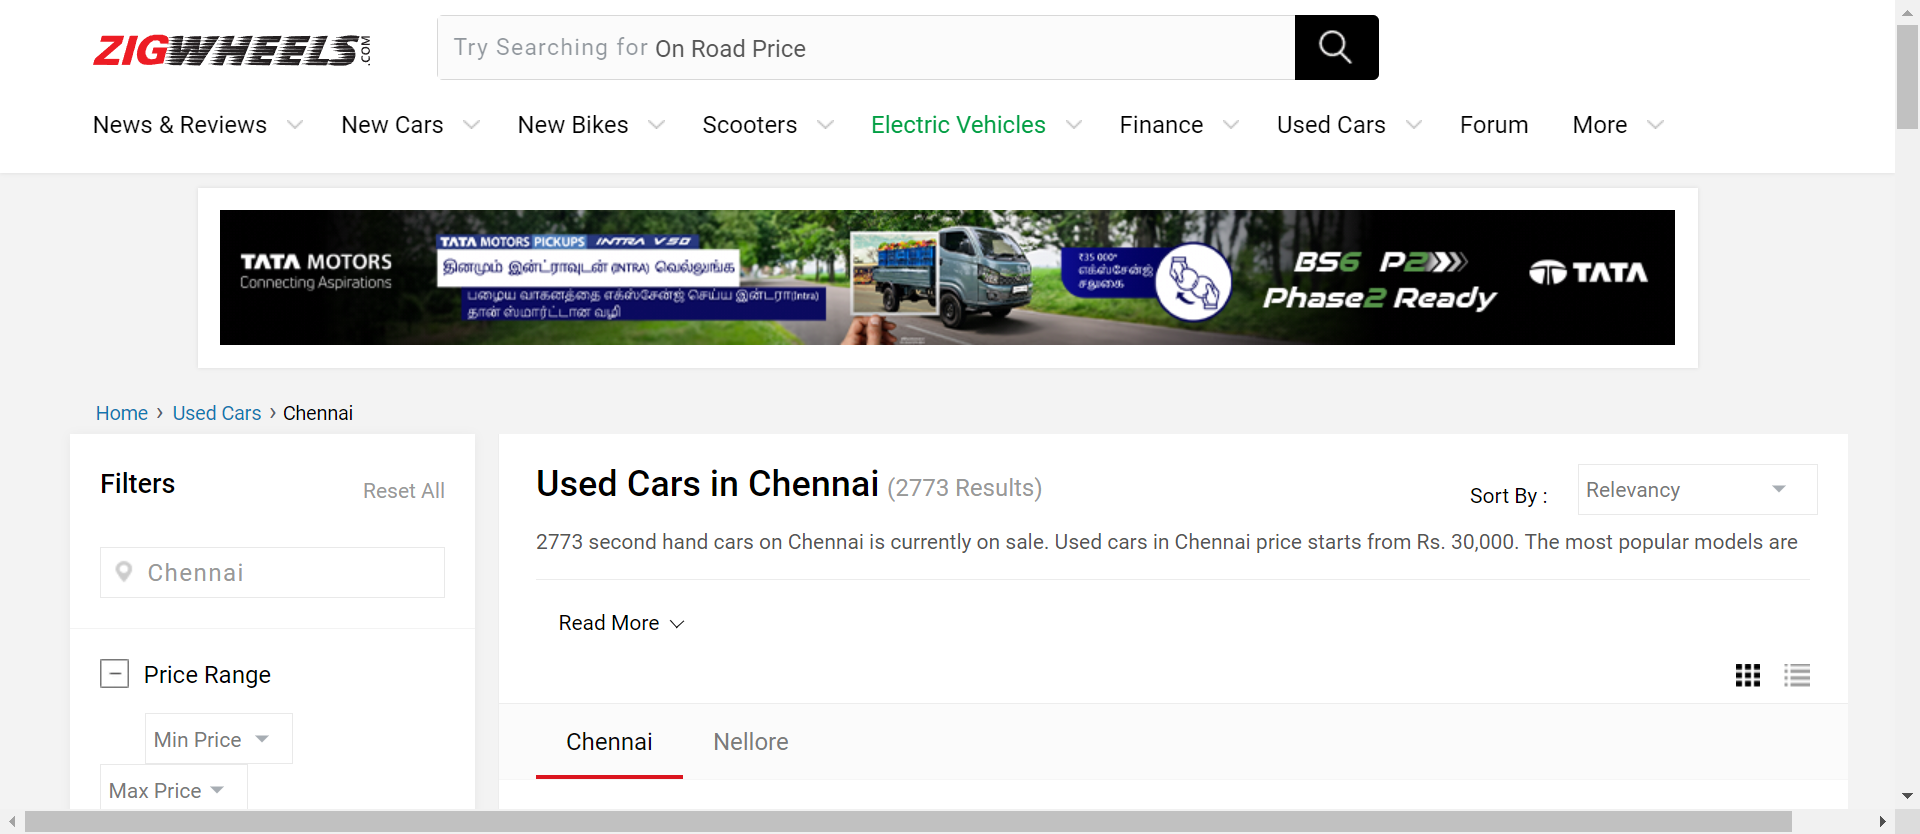 ZIGWHEELS.COM
Try Searching for On Road Price
News & Reviews New Cars New Bikes Scooters Electric Vehicles Finance Used Cars Forum More
TATA MOTORS
Connecting Aspirations
TATA MOTORS PICKUPS INTRA V50
தினமும் இன்ட்ராவுடன் (INTRA) வெல்லுங்க
பழைய வாகனத்தை எக்ஸ்சேன்ஜ் செய்ய இன்டரா(Intra)
தான் ஸ்மார்ட்டான வழி
₹35 000*
எக்ஸ்சேன்ஜ்
சலுகை
BS6 P2
Phase2 Ready
TATA
Home › Used Cars › Chennai
Filters
Reset All
Chennai
Price Range
Min Price
Max Price
Used Cars in Chennai (2773 Results)
Sort By : Relevancy
2773 second hand cars on Chennai is currently on sale. Used cars in Chennai price starts from Rs. 30,000. The most popular models are
Read More
Chennai Nellore